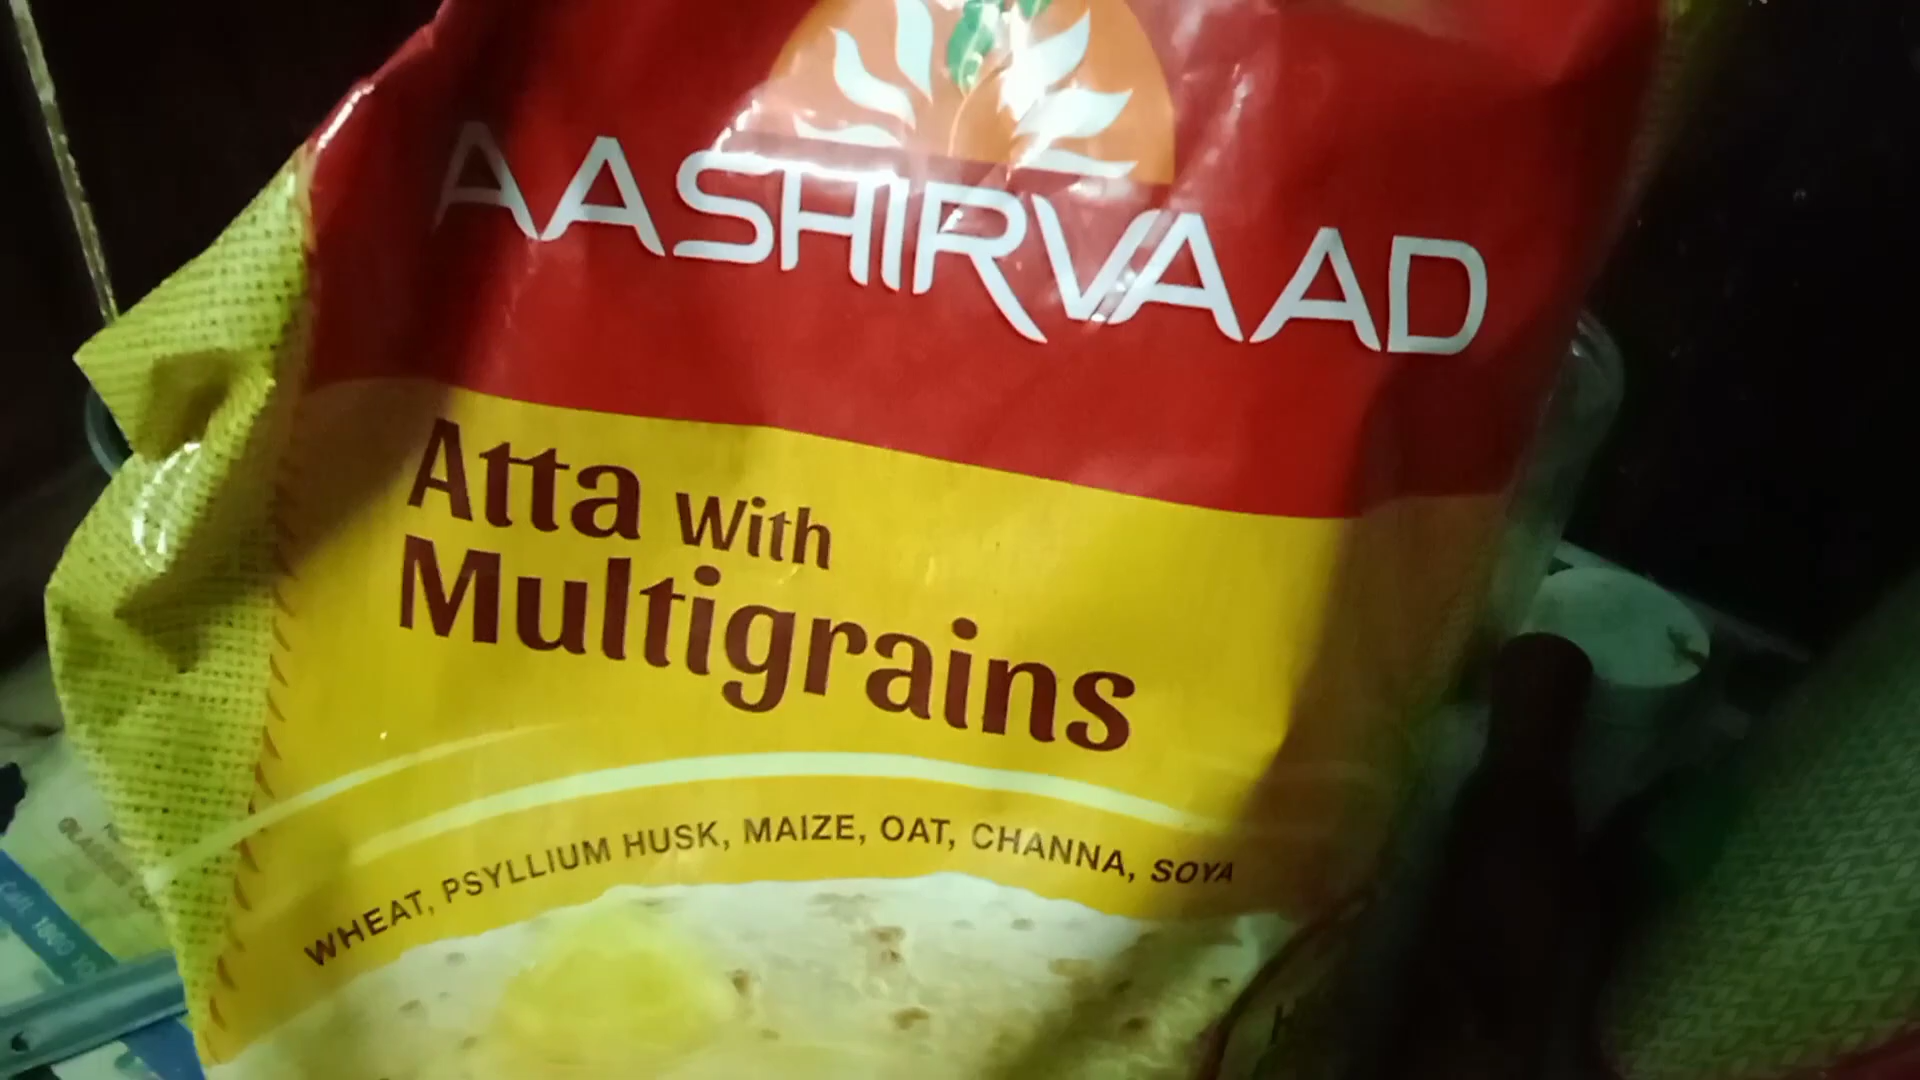 AASHIRVAAD
Atta With
Multigrains
WHEAT, PSYLLIUM HUSK, MAIZE, OAT, CHANNA, SOYA